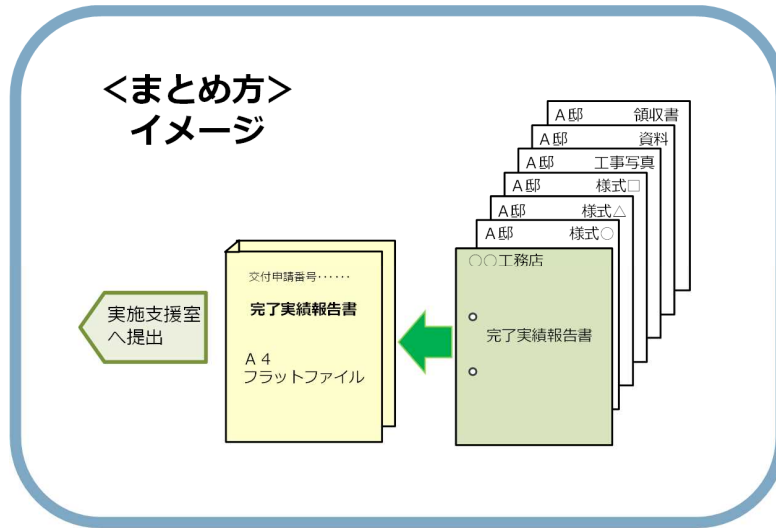 ＜まとめ方＞
イメージ
A邸 領収書
A邸 資料
A邸 工事写真
A邸 様式□
A邸 様式△
A邸 様式○
○○工務店
完了実績報告書
交付申請番号‥‥‥
完了実績報告書
A 4
フラットファイル
実施支援室
へ提出